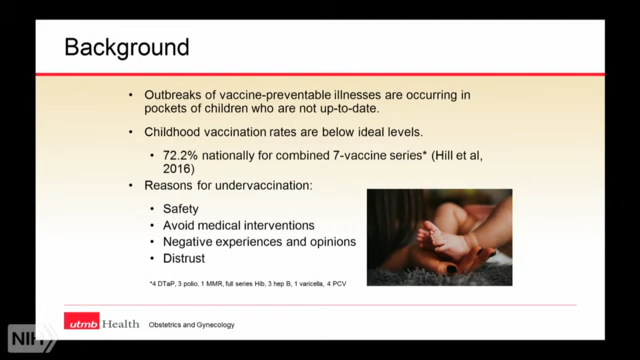 Background
• Outbreaks of vaccine-preventable illnesses are occurring in
pockets of children who are not up-to-date.
• Childhood vaccination rates are below ideal levels.
• 72.2% nationally for combined 7-vaccine series* (Hill et al,
2016)
• Reasons for undervaccination:
• Safety
• Avoid medical interventions
• Negative experiences and opinions
• Distrust
*4 DTaP, 3 polio, 1 MMR, full series Hib, 3 hep B, 1 varicella, 4 PCV
utmb Health Obstetrics and Gynecology
NIH